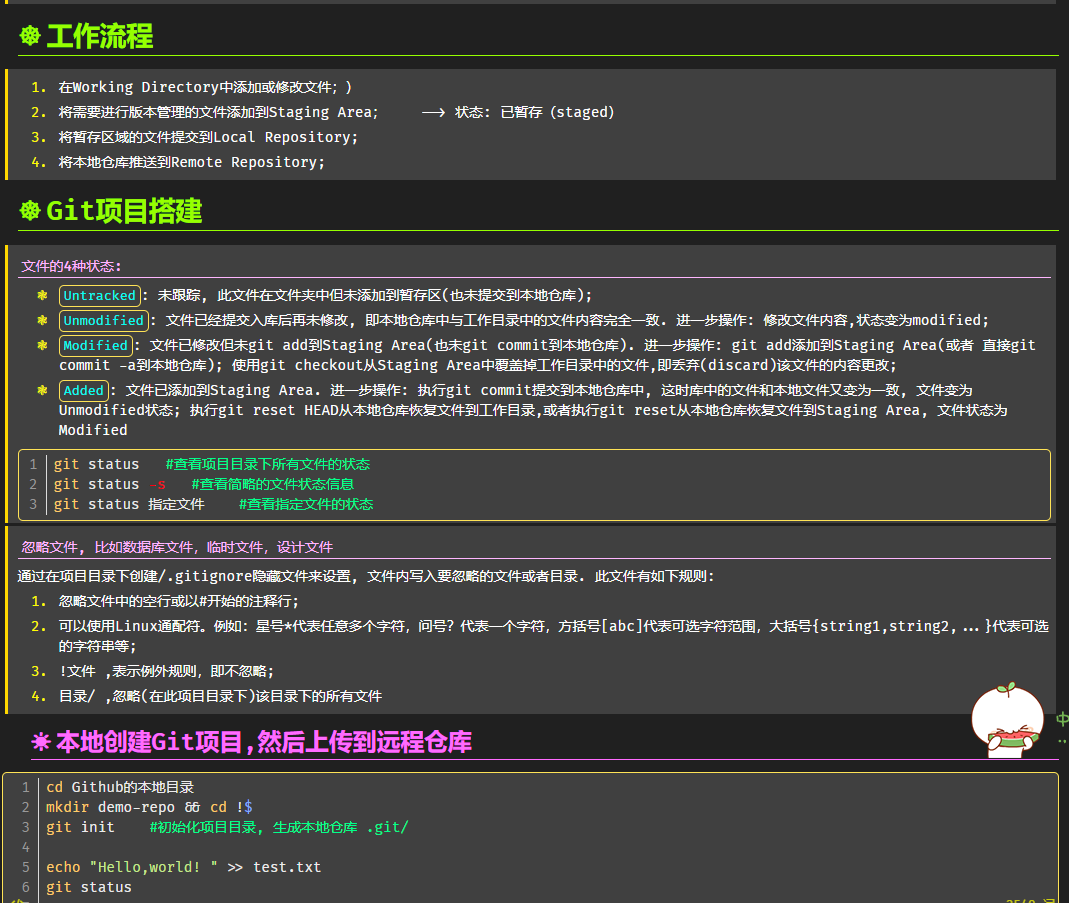 工作流程
1. 在Working Directory中添加或修改文件；)
2. 将需要进行版本管理的文件添加到Staging Area; —> 状态: 已暂存 (staged)
3. 将暂存区域的文件提交到Local Repository;
4. 将本地仓库推送到Remote Repository;
Git项目搭建
文件的4种状态:
Untracked: 未跟踪, 此文件在文件夹中但未添加到暂存区(也未提交到本地仓库);
Unmodified: 文件已经提交入库后再未修改, 即本地仓库中与工作目录中的文件内容完全一致. 进一步操作: 修改文件内容,状态变为modified;
Modified: 文件已修改但未git add到Staging Area(也未git commit到本地仓库). 进一步操作: git add添加到Staging Area(或者 直接git
commit -a到本地仓库); 使用git checkout从Staging Area中覆盖掉工作目录中的文件,即丢弃(discard)该文件的内容更改;
Added: 文件已添加到Staging Area. 进一步操作: 执行git commit提交到本地仓库中, 这时库中的文件和本地文件又变为一致, 文件变为
Unmodified状态; 执行git reset HEAD从本地仓库恢复文件到工作目录,或者执行git reset从本地仓库恢复文件到Staging Area, 文件状态为
Modified
1 git status #查看项目目录下所有文件的状态
2 git status -s #查看简略的文件状态信息
3 git status 指定文件 #查看指定文件的状态
忽略文件, 比如数据库文件, 临时文件, 设计文件
通过在项目目录下创建/.gitignore隐藏文件来设置, 文件内写入要忽略的文件或者目录. 此文件有如下规则:
1. 忽略文件中的空行或以#开始的注释行;
2. 可以使用Linux通配符。例如: 星号*代表任意多个字符, 问号? 代表一个字符, 方括号[abc]代表可选字符范围, 大括号{string1,string2, ...}代表可选
的字符串等;
3. !文件 ,表示例外规则, 即不忽略;
4. 目录/ ,忽略(在此项目目录下)该目录下的所有文件
本地创建Git项目,然后上传到远程仓库
1 cd Github的本地目录
2 mkdir demo-repo && cd !$
3 git init #初始化项目目录, 生成本地仓库 .git/
4
5 echo "Hello,world! " >> test.txt
6 git status
中